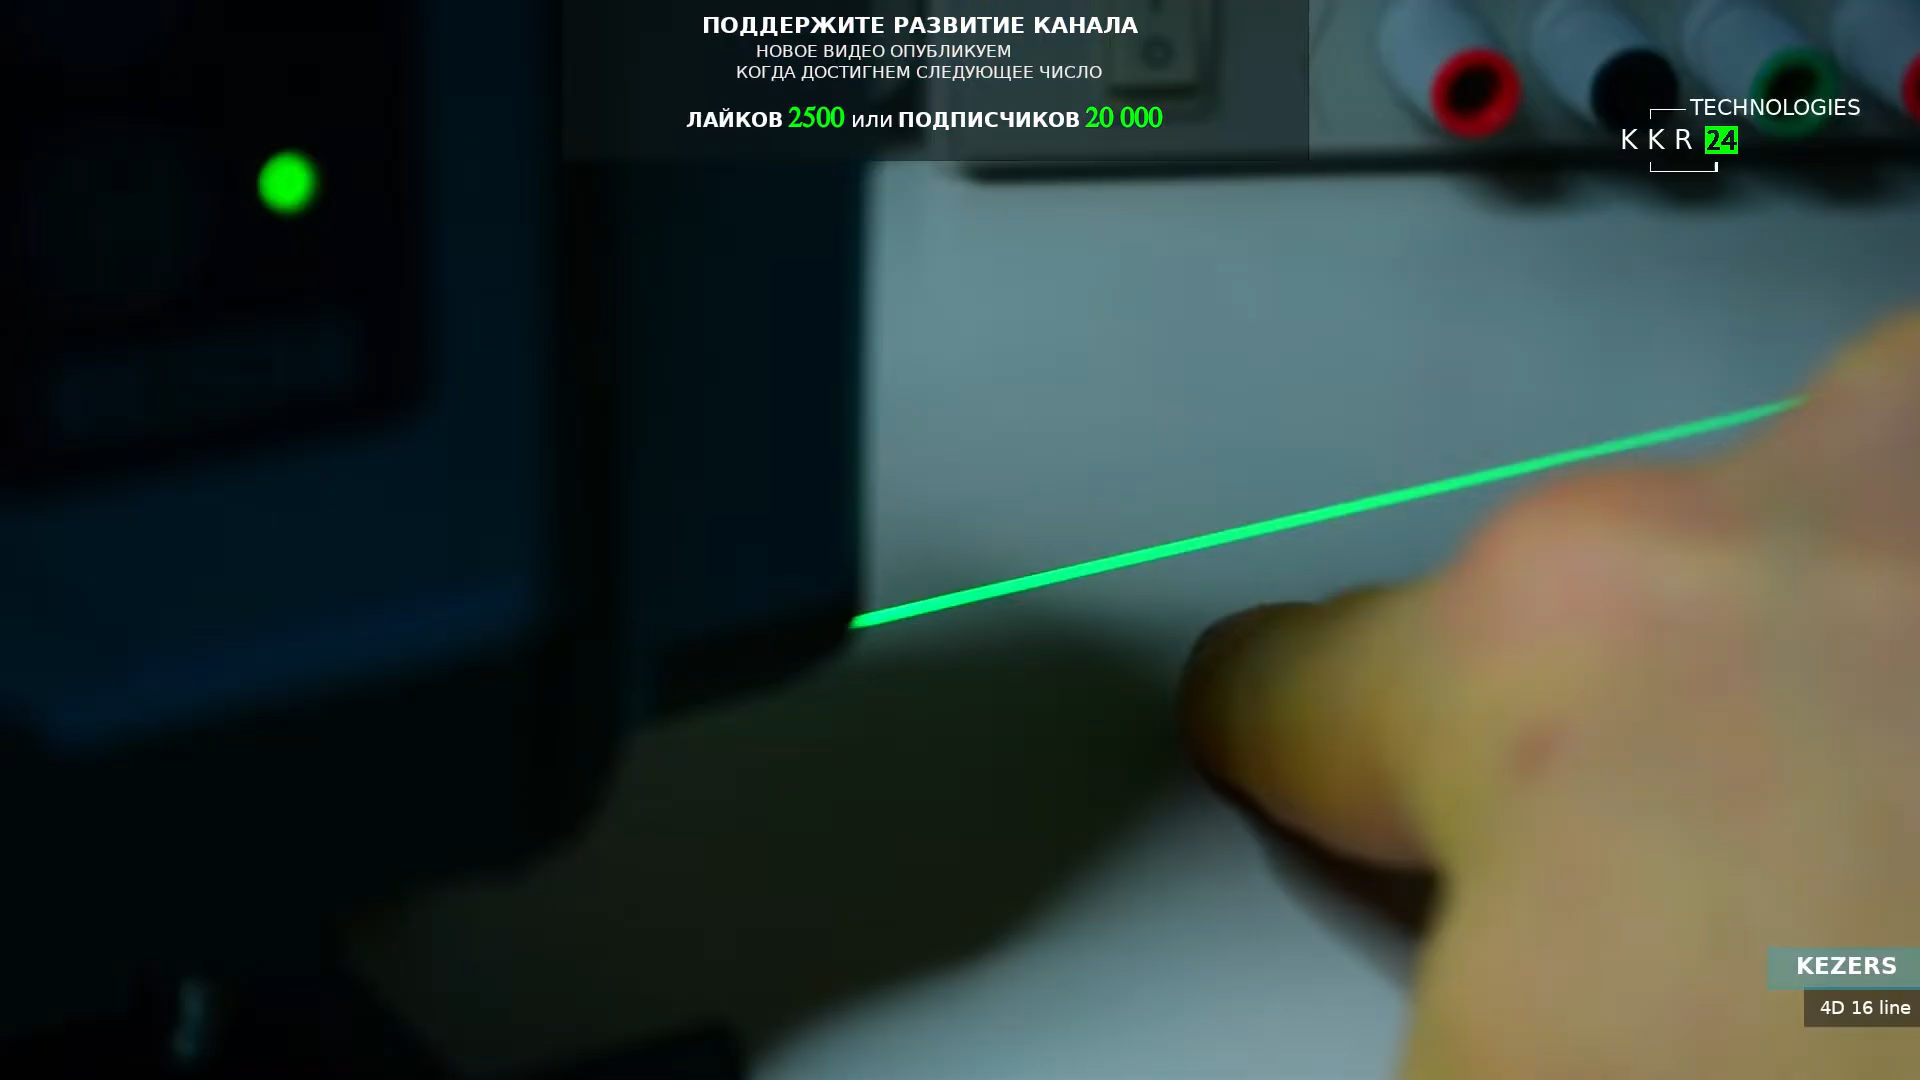 ПОДДЕРЖИТЕ РАЗВИТИЕ КАНАЛА
НОВОЕ ВИДЕО ОПУБЛИКУЕМ
КОГДА ДОСТИГНЕМ СЛЕДУЮЩЕЕ ЧИСЛО
ЛАЙКОВ 2500 или ПОДПИСЧИКОВ 20 000
TECHNOLOGIES
K K R 24
KEZERS
4D 16 line